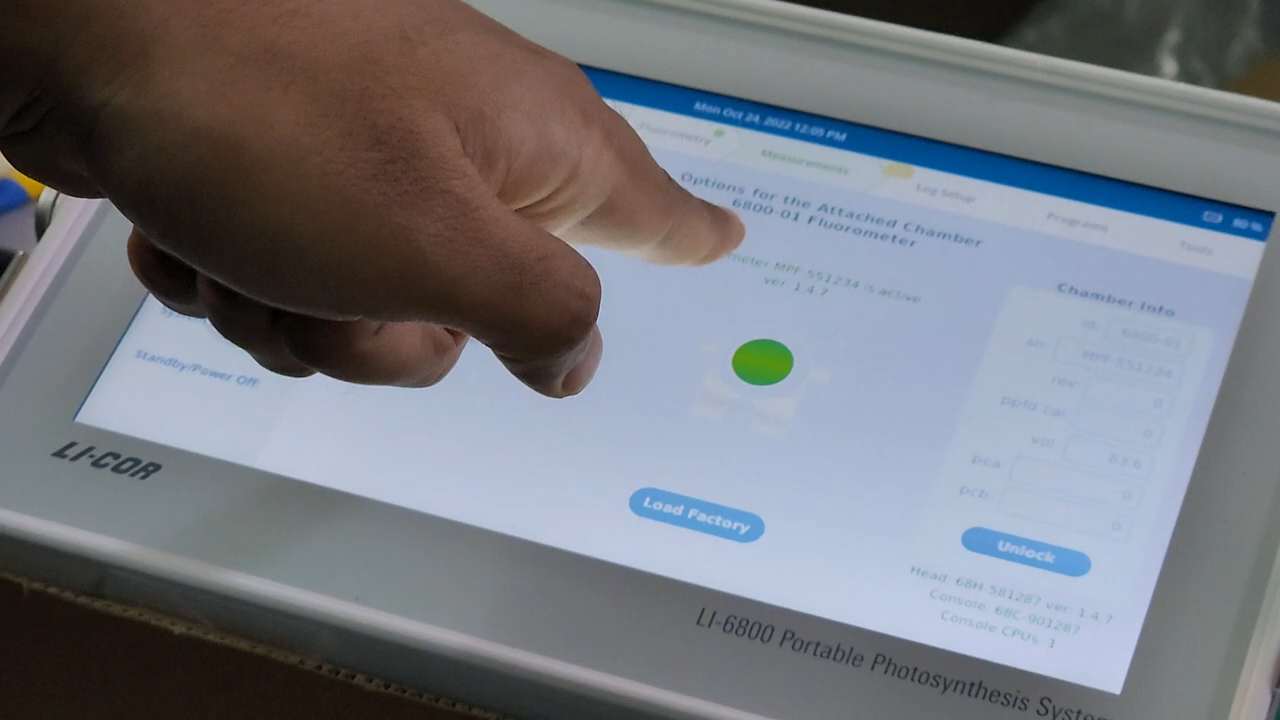 Mon Oct 24, 2022 12:05 PM
80 %
Fluorometry
Measurements
Log Setup
Programs
Tools
Options for the Attached Chamber
6800-01 Fluorometer
meter MPF-551234 is active
ver. 1.4.7
Chamber Info
id: 6800-01
sn: MPF-551234
rev: 0
ppfd cal: 0
vol: 83.6
pca: 0
pcb: 0
Standby/Power Off
Load Factory
Unlock
Head: 68H-581287 ver. 1.4.7
Console: 68C-901287
Console CPUs: 1
LI-COR
LI-6800 Portable Photosynthesis System